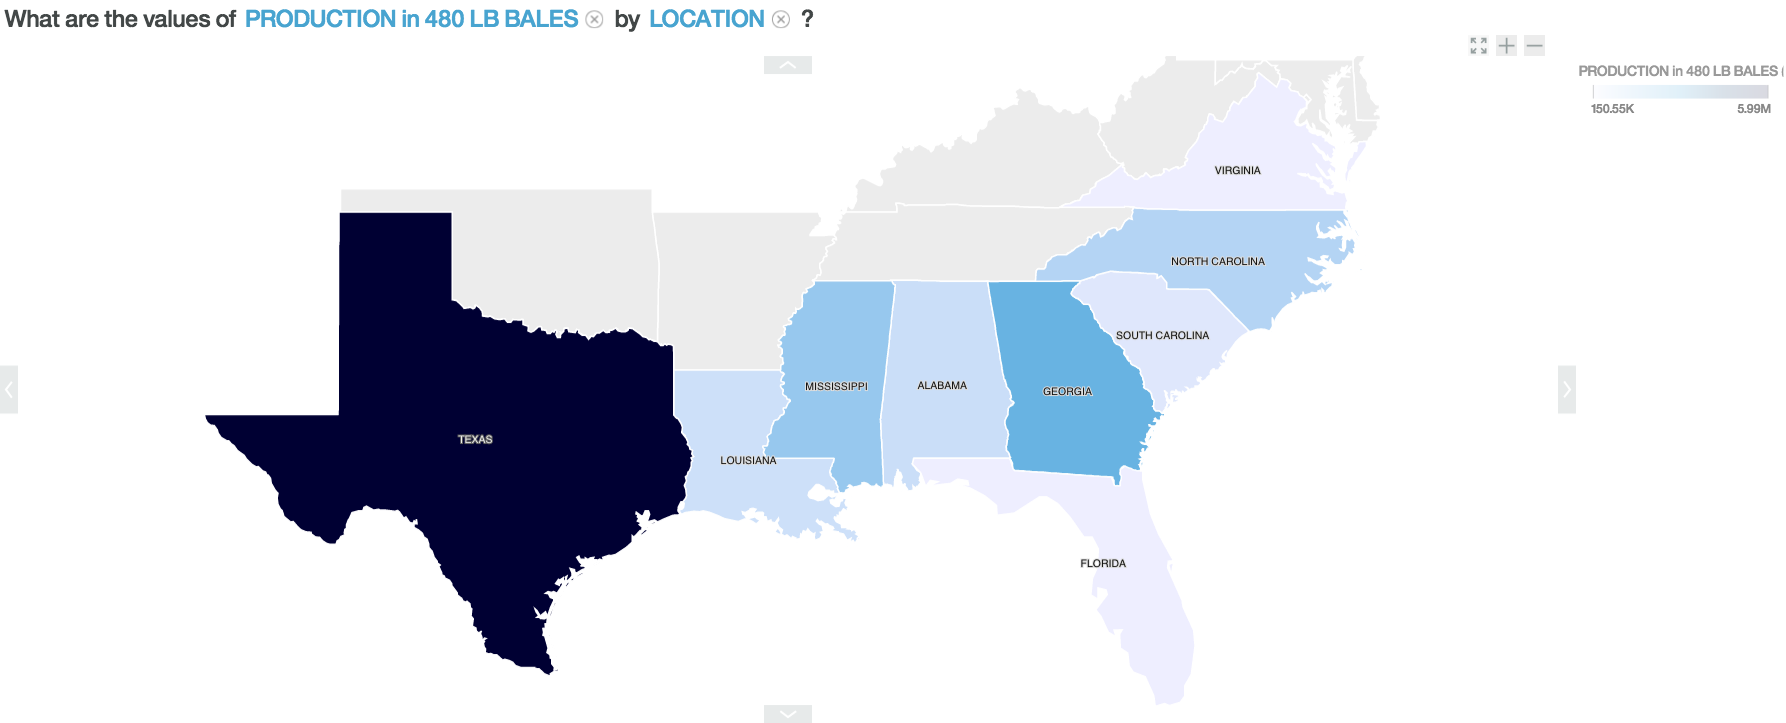 What are the values of PRODUCTION in 480 LB BALES by LOCATION ?
PRODUCTION in 480 LB BALES (
150.55K 5.99M
VIRGINIA
NORTH CAROLINA
SOUTH CAROLINA
MISSISSIPPI
ALABAMA
GEORGIA
TEXAS
LOUISIANA
FLORIDA